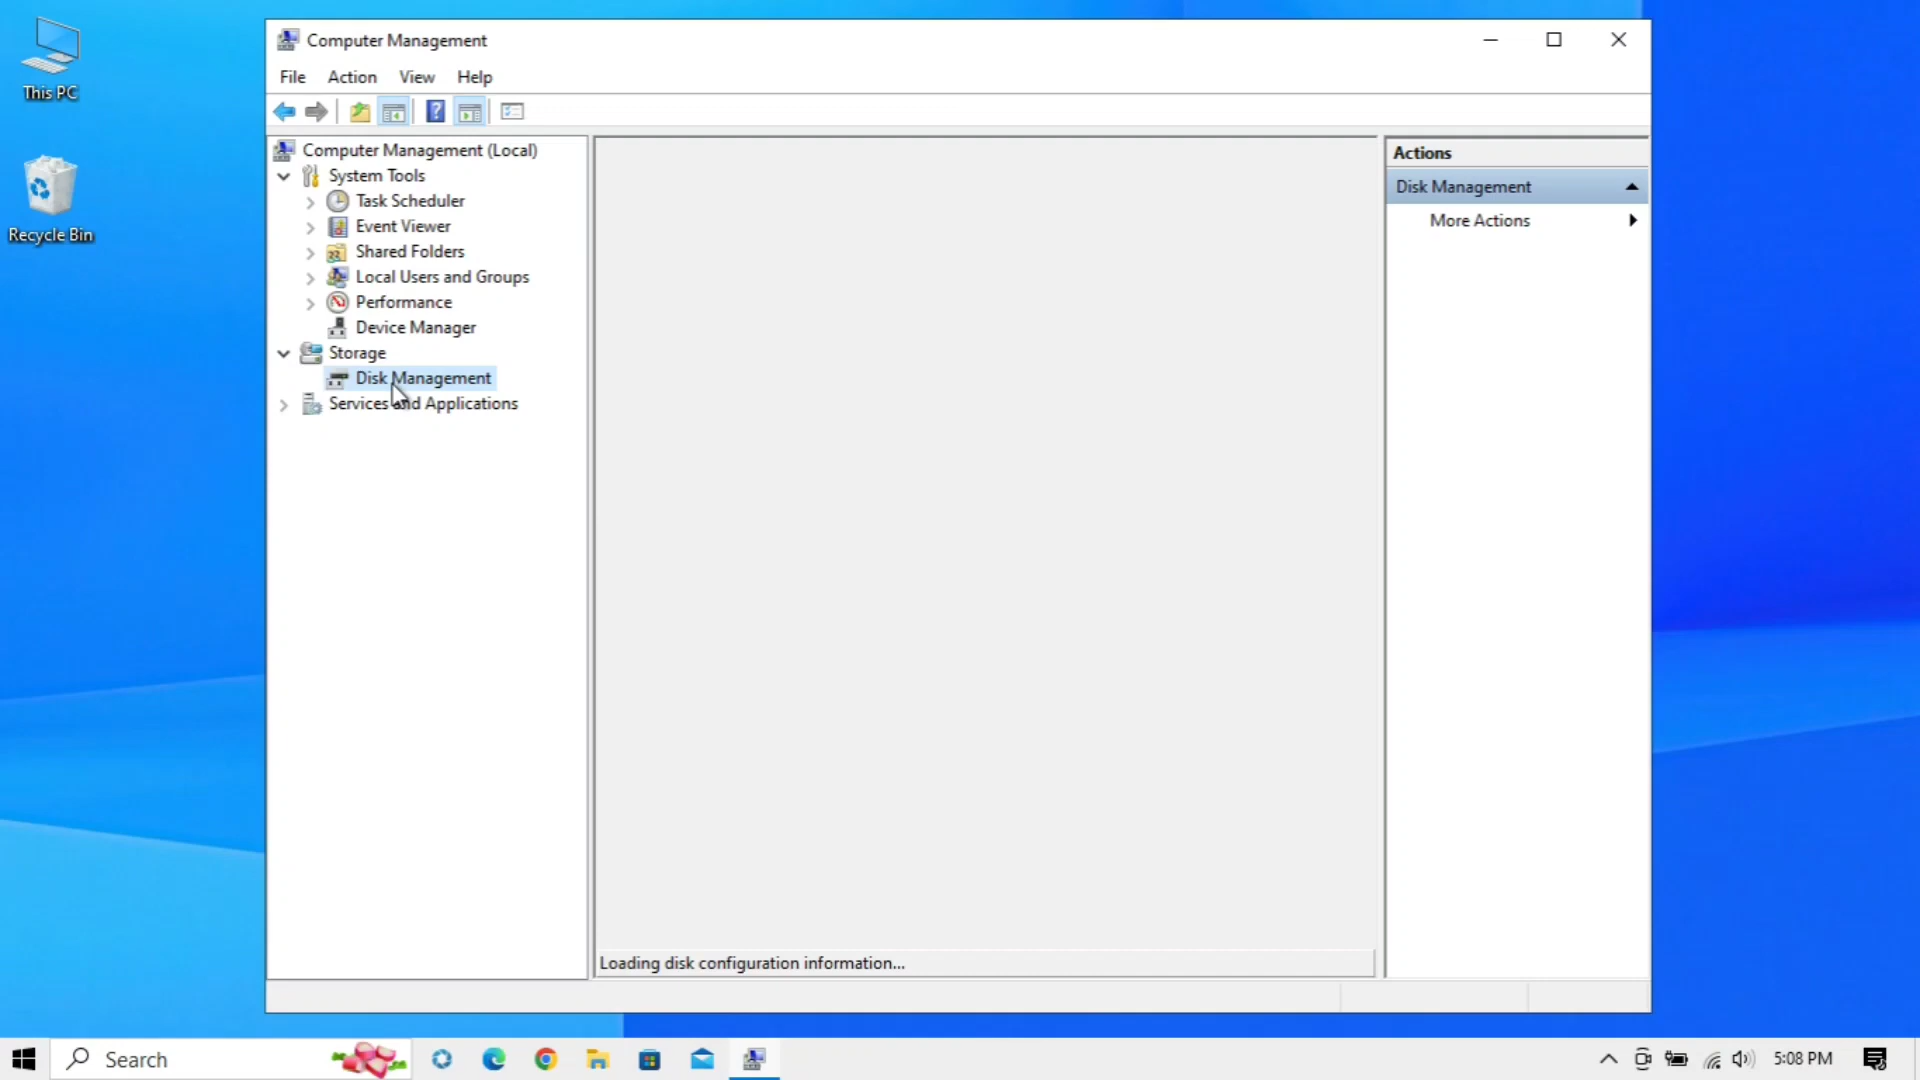 This PC
Recycle Bin
Computer Management
File Action View Help
Computer Management (Local)
System Tools
Task Scheduler
Event Viewer
Shared Folders
Local Users and Groups
Performance
Device Manager
Storage
Disk Management
Services and Applications
Loading disk configuration information...
Actions
Disk Management
More Actions
Search
5:08 PM